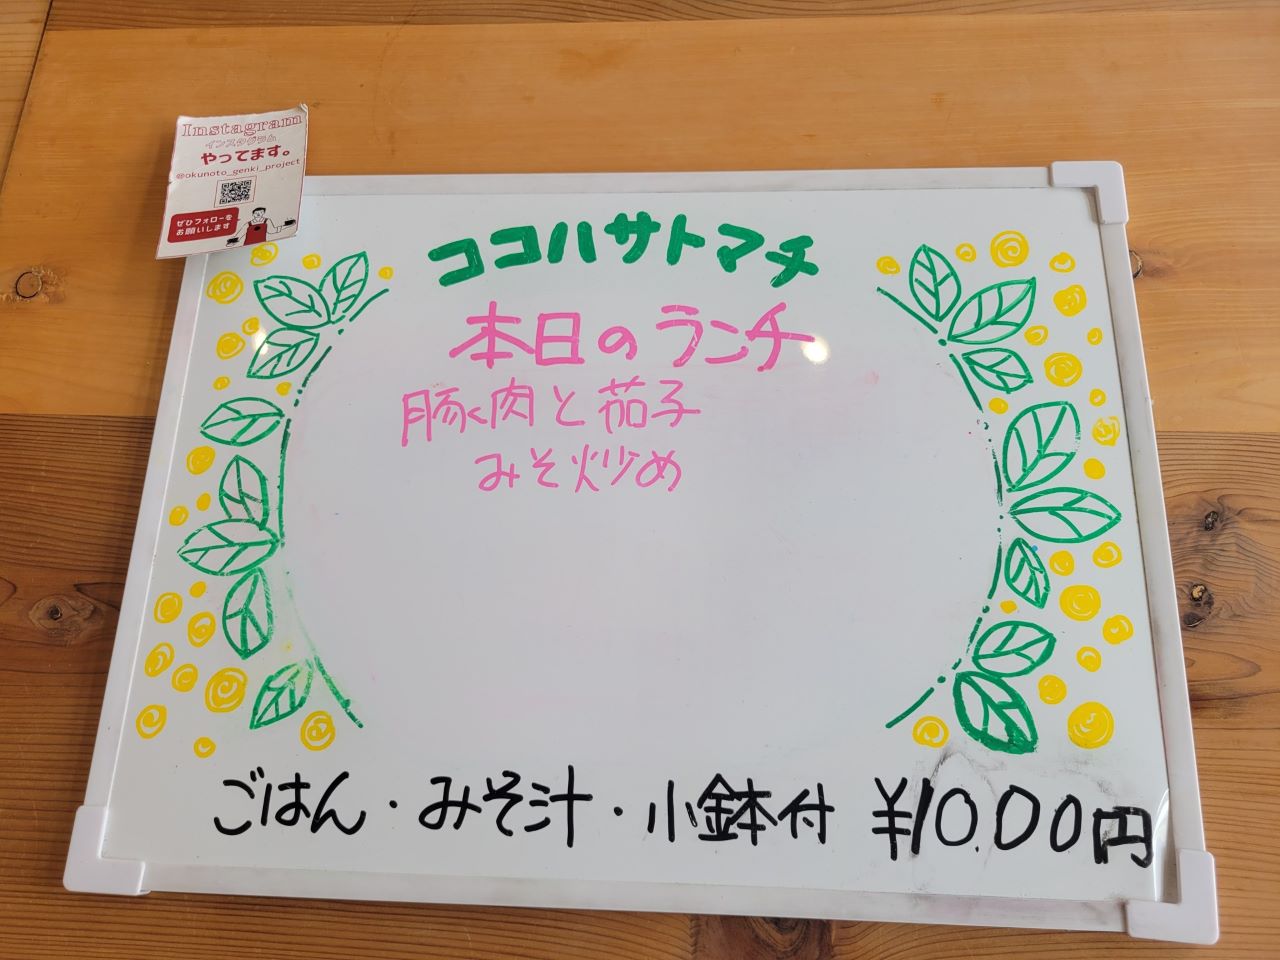 Instagram
インスタグラム
やってます。
@okunoto_genki_project
ぜひフォローを
お願いします
ココハサトマチ
本日のランチ
豚肉と茄子
みそ炒め
ごはん・みそ汁・小鉢付 ¥1000円